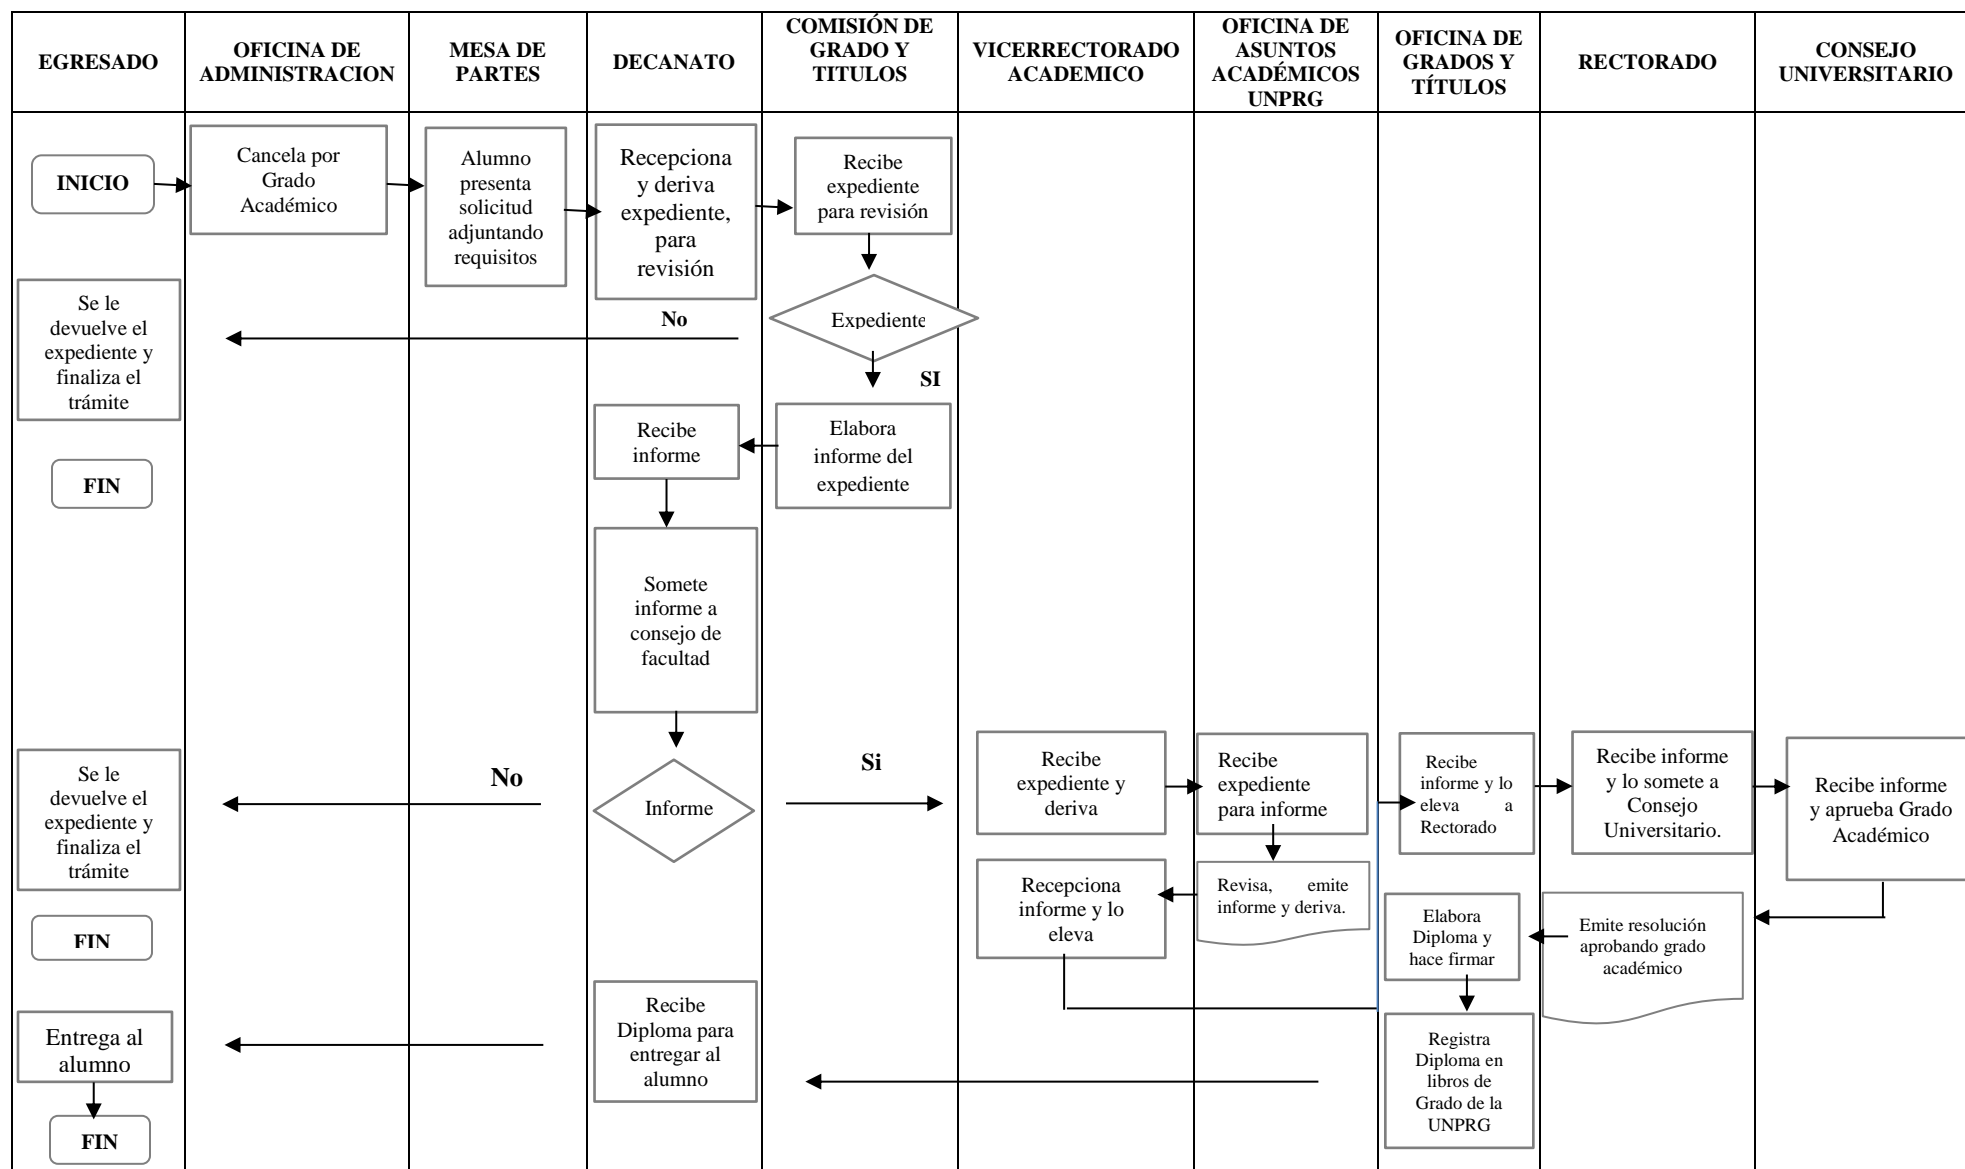 EGRESADO
OFICINA DE
ADMINISTRACION
MESA DE
PARTES
DECANATO
COMISIÓN DE
GRADO Y
TITULOS
VICERRECTORADO
ACADEMICO
OFICINA DE
ASUNTOS
ACADÉMICOS
UNPRG
OFICINA DE
GRADOS Y
TÍTULOS
RECTORADO
CONSEJO
UNIVERSITARIO
INICIO
Cancela por
Grado
Académico
Alumno
presenta
solicitud
adjuntando
requisitos
Recepciona
y deriva
expediente,
para
revisión
Recibe
expediente
para revisión
Se le
devuelve el
expediente y
finaliza el
trámite
No
Expediente
SI
FIN
Recibe
informe
Elabora
informe del
expediente
Somete
informe a
consejo de
facultad
Se le
devuelve el
expediente y
finaliza el
trámite
No
Informe
Si
Recibe
expediente y
deriva
Recibe
expediente
para informe
Recibe
informe y lo
eleva a
Rectorado
Recibe informe
y lo somete a
Consejo
Universitario.
Recibe informe
y aprueba Grado
Académico
FIN
Recepciona
informe y lo
eleva
Revisa, emite
informe y deriva.
Elabora
Diploma y
hace firmar
Emite resolución
aprobando grado
académico
Entrega al
alumno
Recibe
Diploma para
entregar al
alumno
Registra
Diploma en
libros de
Grado de la
UNPRG
FIN